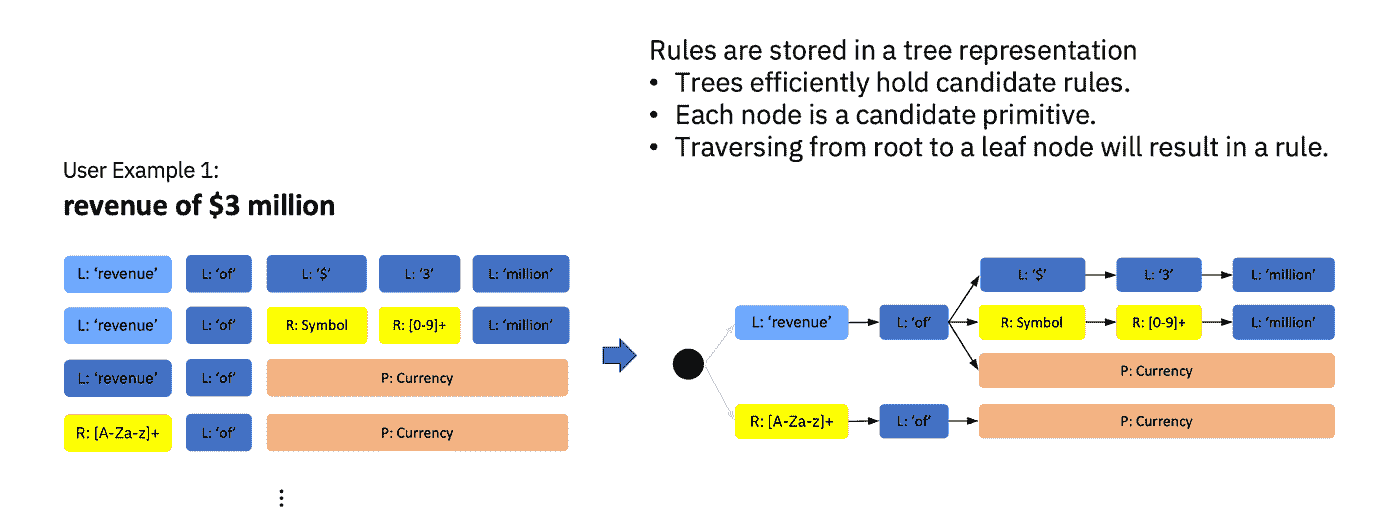 Rules are stored in a tree representation
• Trees efficiently hold candidate rules.
• Each node is a candidate primitive.
• Traversing from root to a leaf node will result in a rule.
User Example 1:
revenue of $3 million
L: ‘revenue’ L: ‘of’ L: ‘$’ L: ‘3’ L: ‘million’
L: ‘revenue’ L: ‘of’ R: Symbol R: [0-9]+ L: ‘million’
L: ‘revenue’ L: ‘of’ P: Currency
R: [A-Za-z]+ L: ‘of’ P: Currency
⋮
L: ‘$’ L: ‘3’ L: ‘million’
L: ‘revenue’ L: ‘of’ R: Symbol R: [0-9]+ L: ‘million’
P: Currency
R: [A-Za-z]+ L: ‘of’ P: Currency